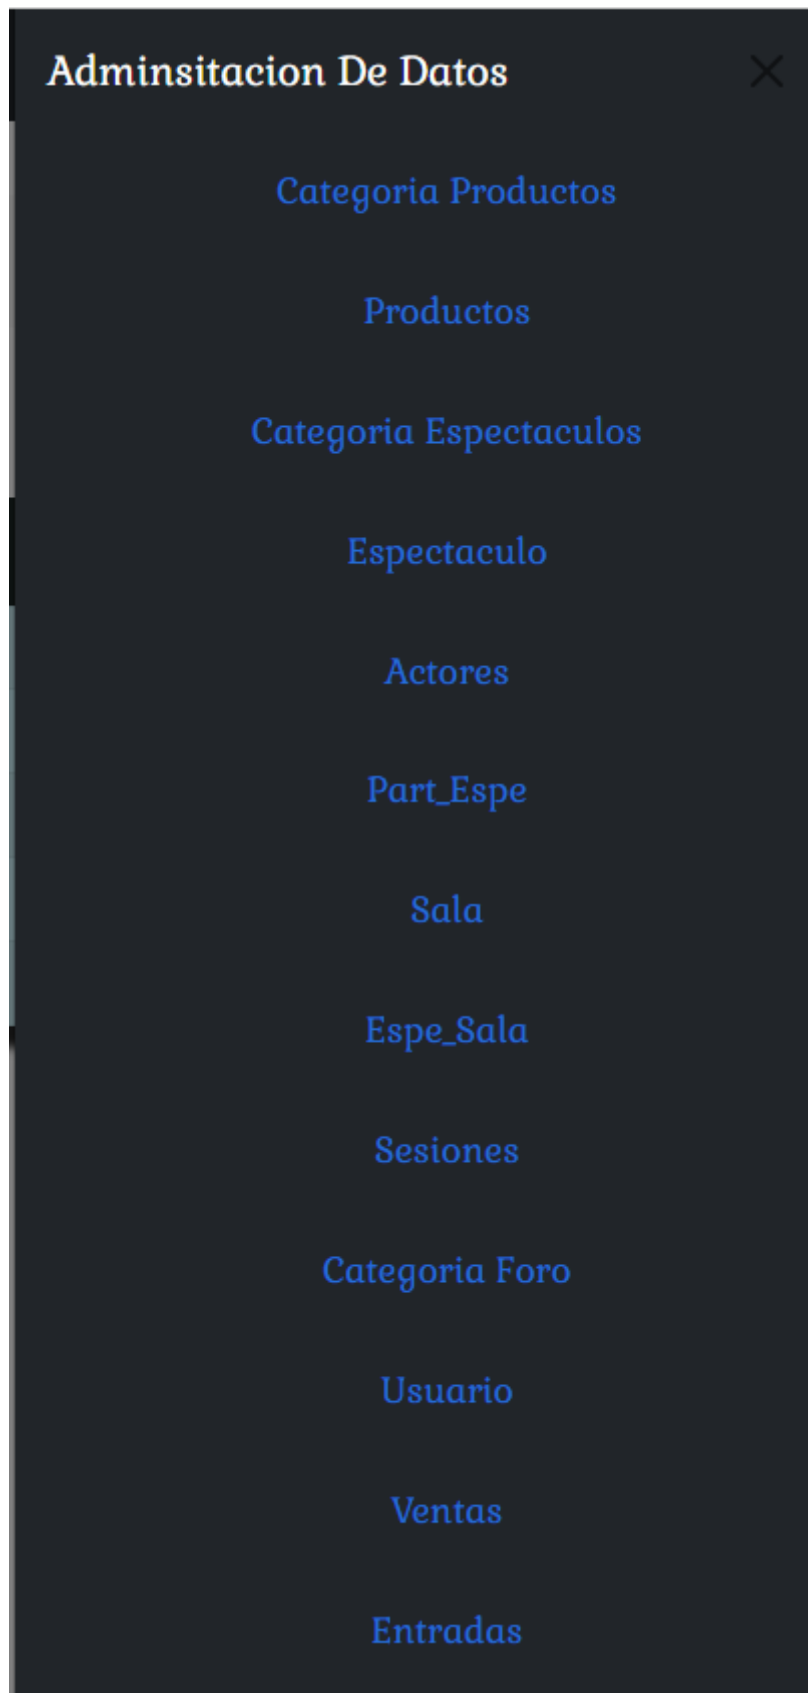 Adminsitacion De Datos
Categoria Productos
Productos
Categoria Espectaculos
Espectaculo
Actores
Part_Espe
Sala
Espe_Sala
Sesiones
Categoria Foro
Usuario
Ventas
Entradas